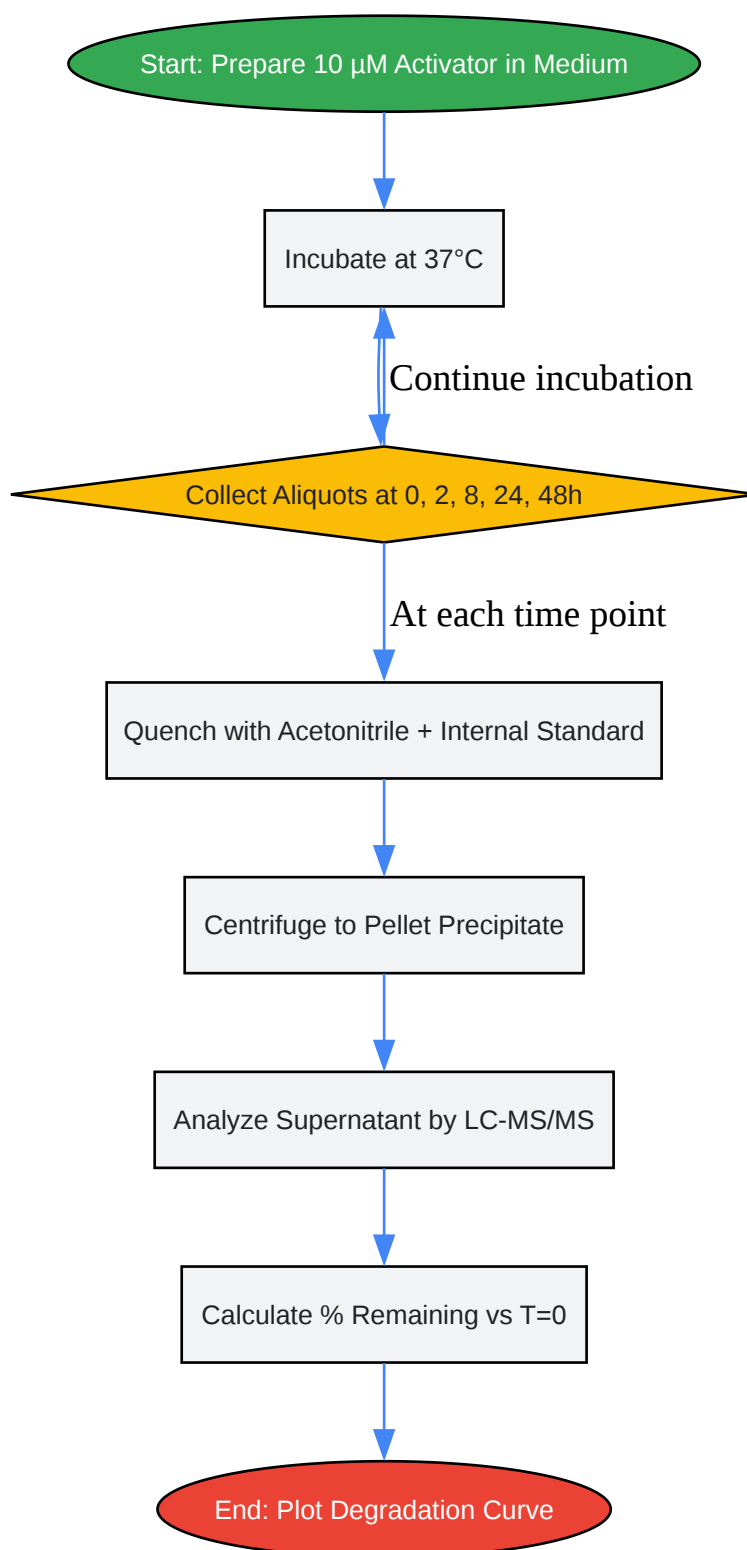 Start: Prepare 10 µM Activator in Medium
Incubate at 37°C
Continue incubation
Collect Aliquots at 0, 2, 8, 24, 48h
At each time point
Quench with Acetonitrile + Internal Standard
Centrifuge to Pellet Precipitate
Analyze Supernatant by LC-MS/MS
Calculate % Remaining vs T=0
End: Plot Degradation Curve